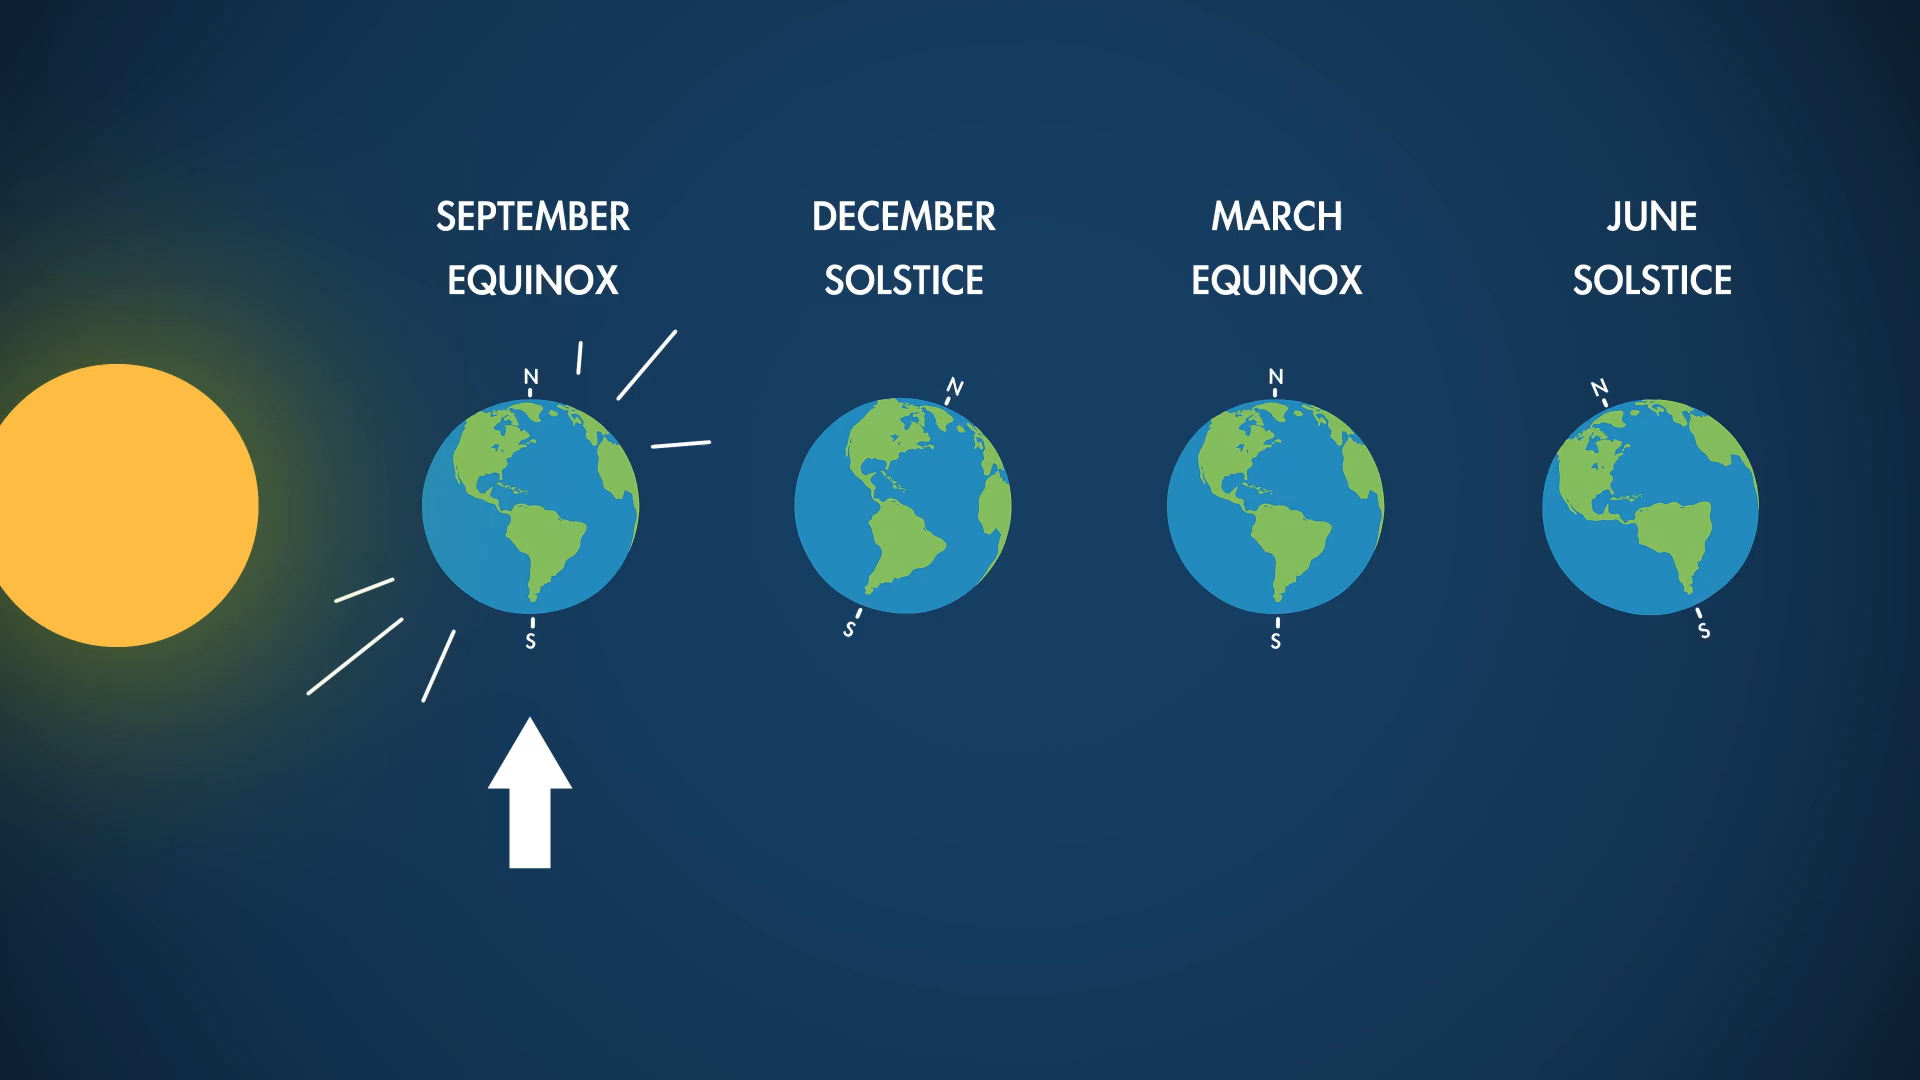 SEPTEMBER
EQUINOX
DECEMBER
SOLSTICE
MARCH
EQUINOX
JUNE
SOLSTICE
N
S
N
S
N
S
N
S